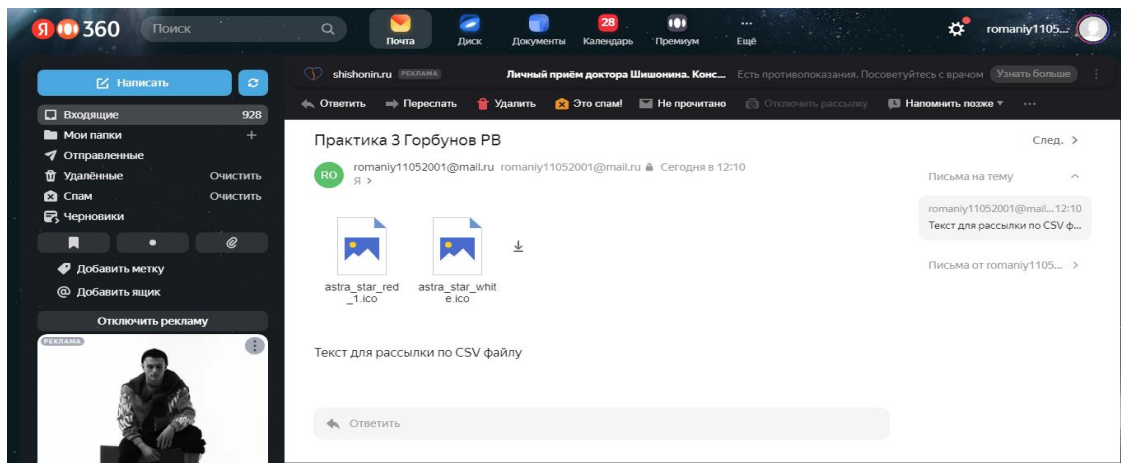 Я 360
Поиск
Почта
Диск
Документы
28
Календарь
Премиум
Ещё
romaniy1105...
Написать
Входящие 928
Мои папки +
Отправленные
Удалённые Очистить
Спам Очистить
Черновики
Добавить метку
Добавить ящик
Отключить рекламу
РЕКЛАМА
shishonin.ru РЕКЛАМА Личный приём доктора Шишонина. Конс... Есть противопоказания. Посоветуйтесь с врачом Узнать больше
Ответить Переслать Удалить Это спам! Не прочитано Отключить рассылку Напомнить позже ...
Практика 3 Горбунов РВ
След. >
RO
romaniy11052001@mail.ru romaniy11052001@mail.ru Сегодня в 12:10
Я >
astra_star_red
_1.ico
astra_star_whit
e.ico
Текст для рассылки по CSV файлу
Ответить
Письма на тему
romaniy11052001@mail... 12:10
Текст для рассылки по CSV ф...
Письма от romaniy1105... >